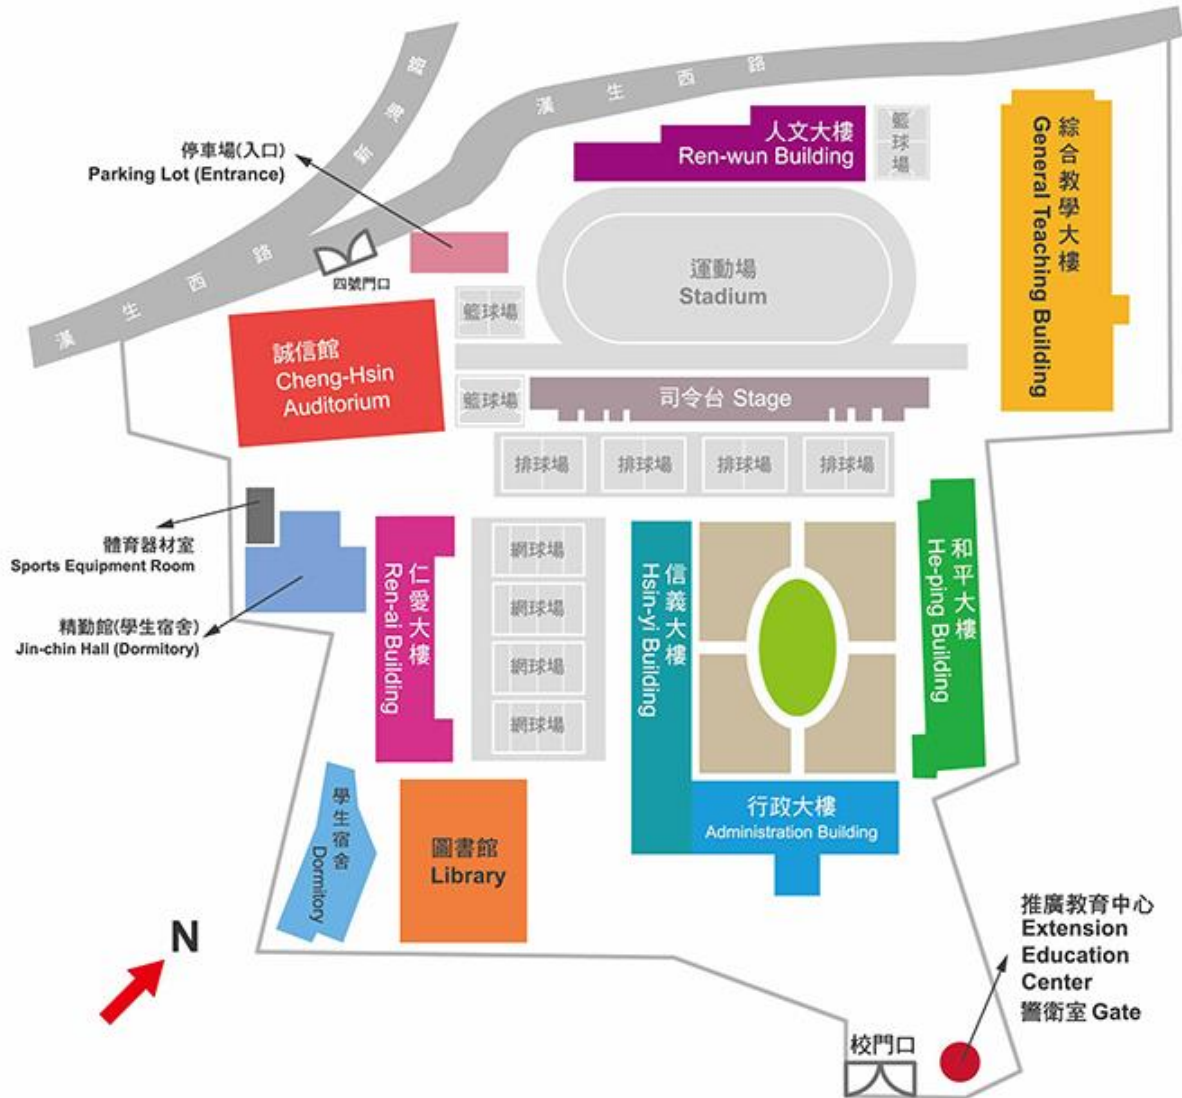 新興路
漢生西路
停車場(入口)
Parking Lot (Entrance)
人文大樓
Ren-wun Building
籃球場
綜合教學大樓
General Teaching Building
漢生西路
四號門口
運動場
Stadium
籃球場
誠信館
Cheng-Hsin
Auditorium
籃球場
司令台 Stage
排球場
排球場
排球場
排球場
體育器材室
Sports Equipment Room
精勤館(學生宿舍)
Jin-chin Hall (Dormitory)
仁愛大樓
Ren-ai Building
網球場
網球場
網球場
網球場
信義大樓
Hsin-yi Building
和平大樓
He-ping Building
學生宿舍
Dormitory
圖書館
Library
行政大樓
Administration Building
N
推廣教育中心
Extension
Education
Center
警衛室 Gate
校門口